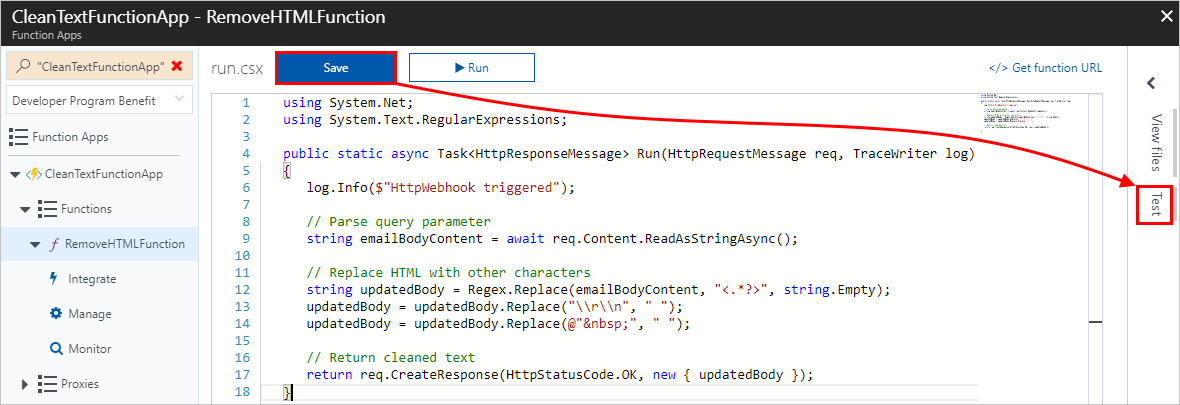 CleanTextFunctionApp - RemoveHTMLFunction
Function Apps
"CleanTextFunctionApp"
Developer Program Benefit
Function Apps
CleanTextFunctionApp
Functions
f RemoveHTMLFunction
Integrate
Manage
Monitor
Proxies
run.csx
Save
Run
</> Get function URL
1 using System.Net;
2 using System.Text.RegularExpressions;
3
4 public static async Task<HttpResponseMessage> Run(HttpRequestMessage req, TraceWriter log)
5 {
6 log.Info($"HttpWebhook triggered");
7
8 // Parse query parameter
9 string emailBodyContent = await req.Content.ReadAsStringAsync();
10
11 // Replace HTML with other characters
12 string updatedBody = Regex.Replace(emailBodyContent, "<.*?>", string.Empty);
13 updatedBody = updatedBody.Replace("\\r\\n", " ");
14 updatedBody = updatedBody.Replace(@"&nbsp;", " ");
15
16 // Return cleaned text
17 return req.CreateResponse(HttpStatusCode.OK, new { updatedBody });
18 }
View files
Test